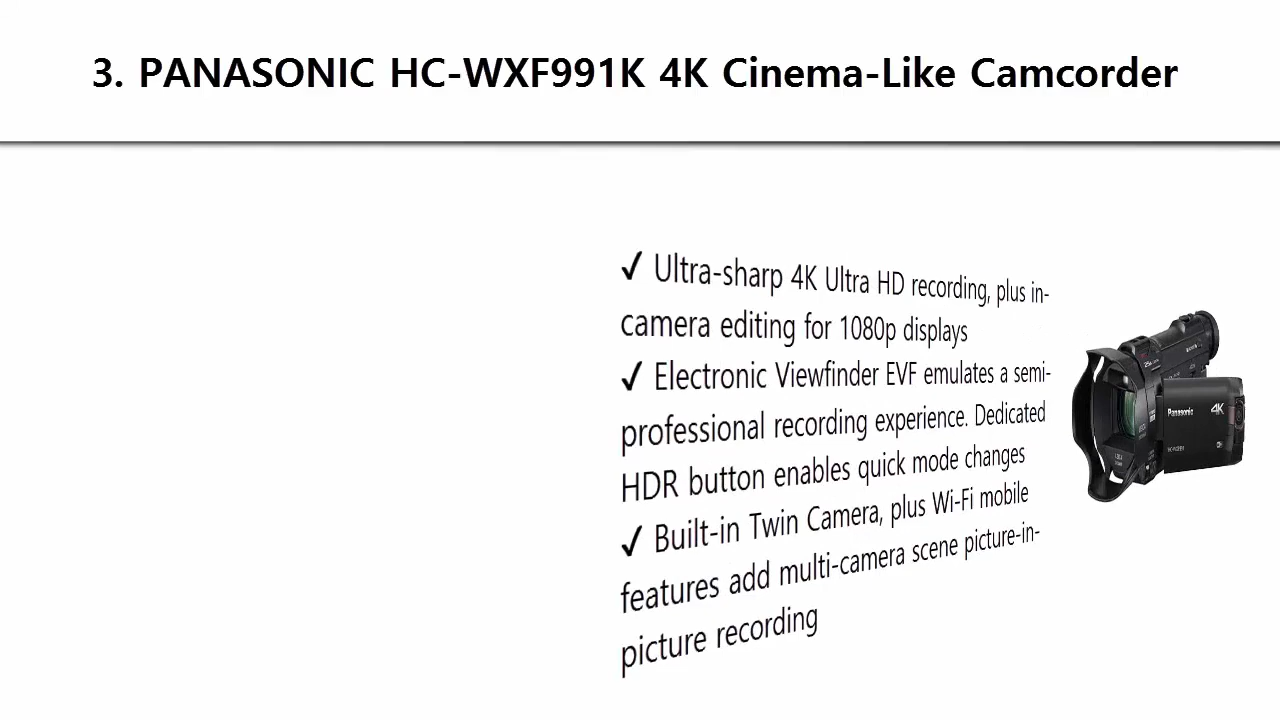 3. PANASONIC HC-WXF991K 4K Cinema-Like Camcorder
✓ Ultra-sharp 4K Ultra HD recording, plus in-
camera editing for 1080p displays
✓ Electronic Viewfinder EVF emulates a semi-
professional recording experience. Dedicated
HDR button enables quick mode changes
✓ Built-in Twin Camera, plus Wi-Fi mobile
features add multi-camera scene picture-in-
picture recording
Panasonic
4K